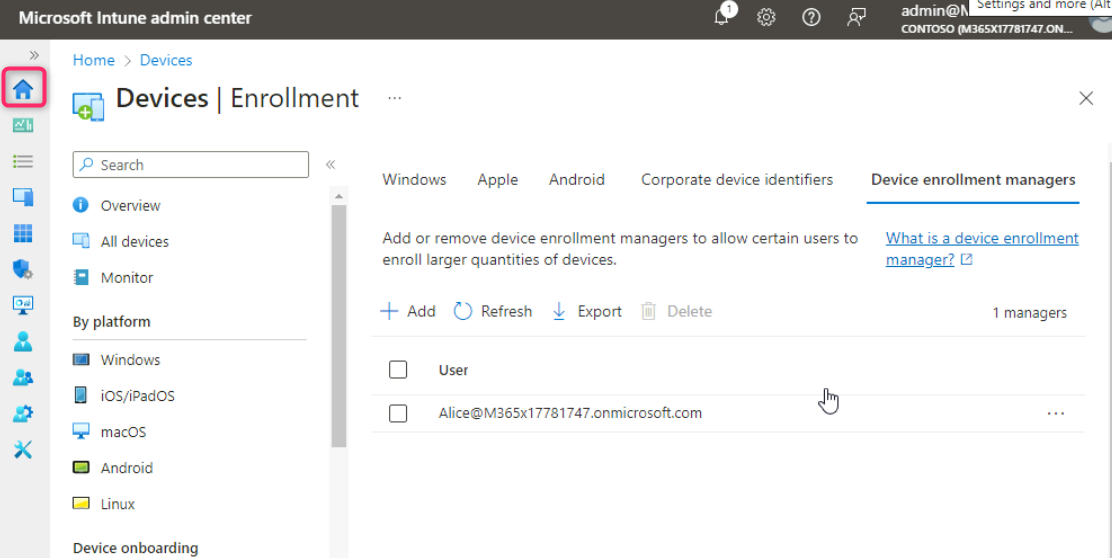 Microsoft Intune admin center
1
admin@M
Settings and more (Alt
CONTOSO (M365X17781747.ON...
Home > Devices
Devices | Enrollment ...
Search
Overview
All devices
Monitor
By platform
Windows
iOS/iPadOS
macOS
Android
Linux
Device onboarding
Windows Apple Android Corporate device identifiers Device enrollment managers
Add or remove device enrollment managers to allow certain users to
enroll larger quantities of devices.
What is a device enrollment
manager?
Add Refresh Export Delete
1 managers
User
Alice@M365x17781747.onmicrosoft.com ...